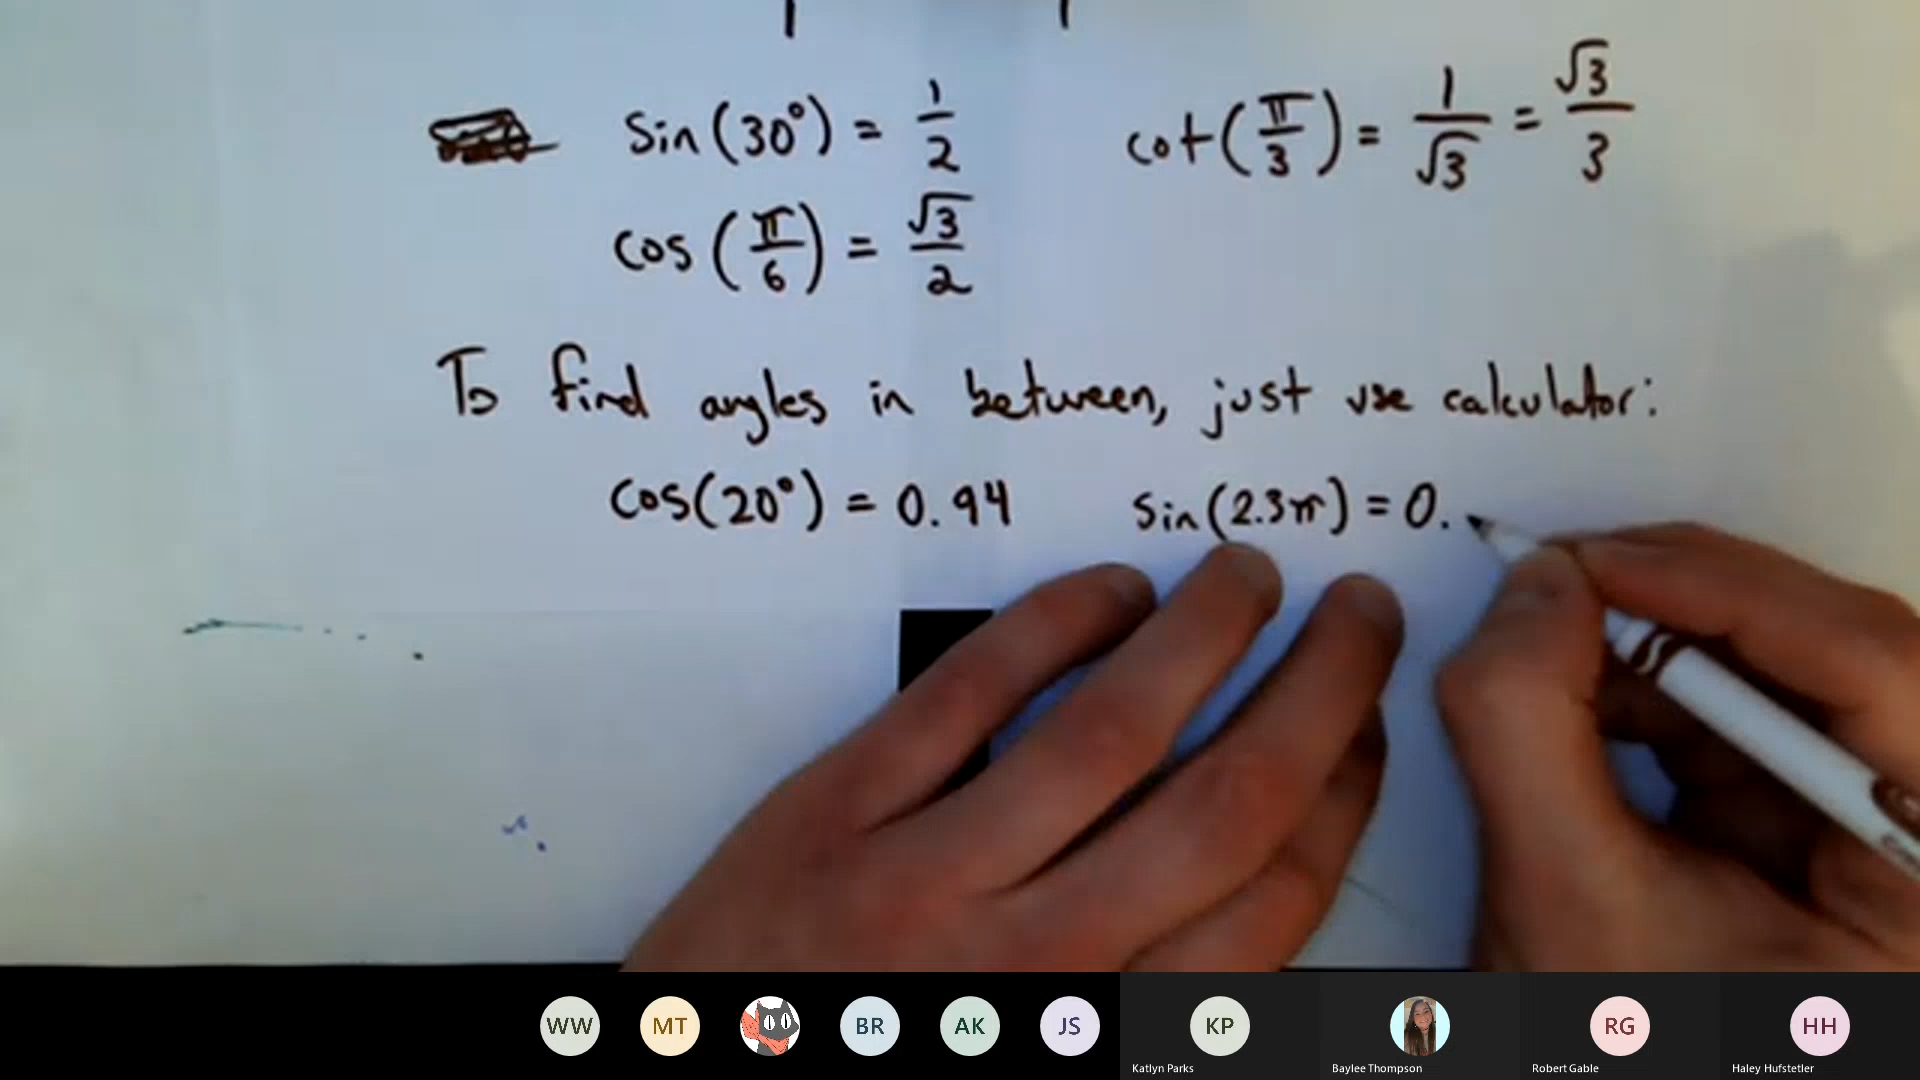 sin(30°) = 1/2
cot(π/3) = 1/√3 = √3/3
cos(π/6) = √3/2
To find angles in between, just use calculator:
cos(20°) = 0.94
sin(2.3π) = 0.
WW MT BR AK JS KP RG HH
Katlyn Parks Baylee Thompson Robert Gable Haley Hufstetler